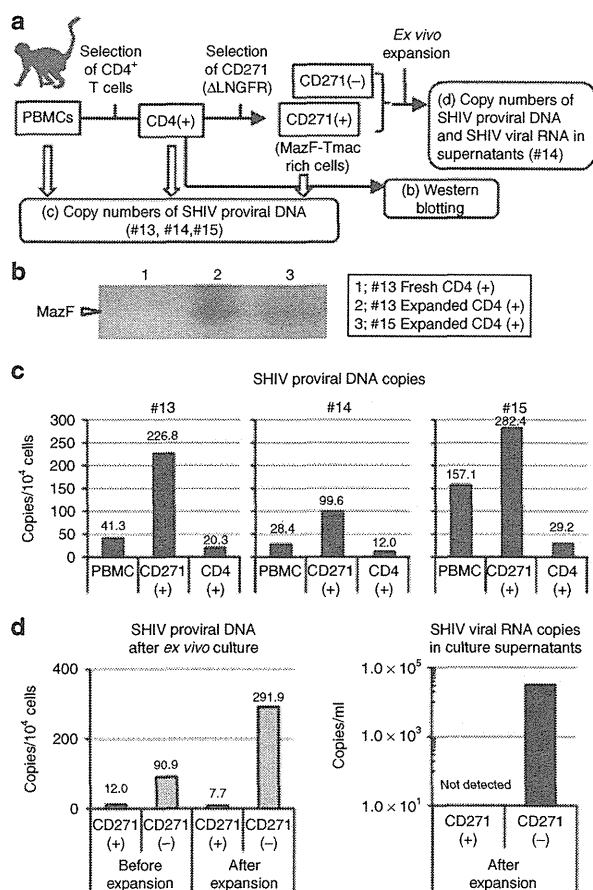 a
Selection
of CD4+
T cells
Selection
of CD271
(ΔLNGFR)
Ex vivo
expansion
PBMCs
CD4(+)
CD271(−)
CD271(+)
(MazF-Tmac
rich cells)
(d) Copy numbers of
SHIV proviral DNA
and SHIV viral RNA in
supernatants (#14)
(b) Western
blotting
(c) Copy numbers of SHIV proviral DNA
(#13, #14,#15)
b
1 2 3
MazF
1; #13 Fresh CD4 (+)
2; #13 Expanded CD4 (+)
3; #15 Expanded CD4 (+)
c
SHIV proviral DNA copies
#13 #14 #15
Copies/10⁴ cells
300
250
200
150
100
50
0
41.3 226.8 20.3
28.4 99.6 12.0
157.1 282.4 29.2
PBMC CD271 (+) CD4 (+)
PBMC CD271 (+) CD4 (+)
PBMC CD271 (+) CD4 (+)
d
SHIV proviral DNA
after ex vivo culture
Copies/10⁴ cells
400
200
0
12.0 90.9 7.7 291.9
CD271 (+) CD271 (−) CD271 (+) CD271 (−)
Before expansion
After expansion
SHIV viral RNA copies
in culture supernatants
Copies/ml
1.0 × 10⁵
1.0 × 10³
1.0 × 10¹
Not detected
CD271 (+) CD271 (−)
After expansion